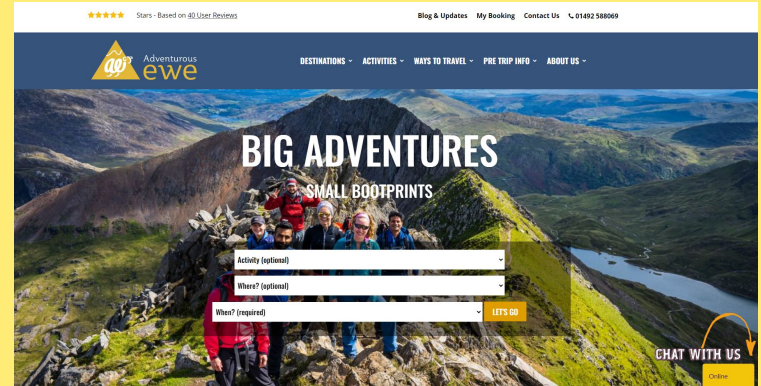 Stars - Based on 40 User Reviews
Blog & Updates My Booking Contact Us 01492 588069
Adventurous
ewe
DESTINATIONS ACTIVITIES WAYS TO TRAVEL PRE TRIP INFO ABOUT US
BIG ADVENTURES
SMALL BOOTPRINTS
Activity (optional)
Where? (optional)
When? (required)
LET'S GO
CHAT WITH US
Online